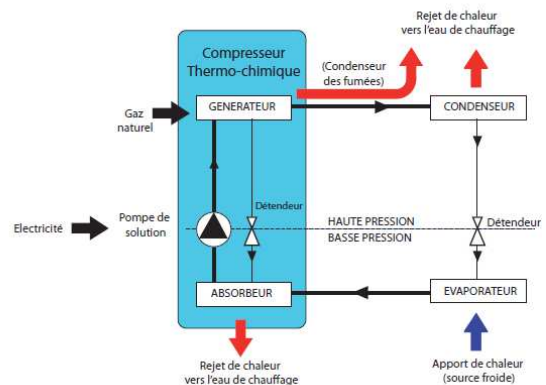 Rejet de chaleur
vers l'eau de chauffage
Compresseur
Thermo-chimique
(Condenseur
des fumées)
GENERATEUR
CONDENSEUR
Gaz
naturel
Electricité
Pompe de
solution
Détendeur
HAUTE PRESSION
BASSE PRESSION
Détendeur
ABSORBEUR
EVAPORATEUR
Rejet de chaleur
vers l'eau de chauffage
Apport de chaleur
(source froide)